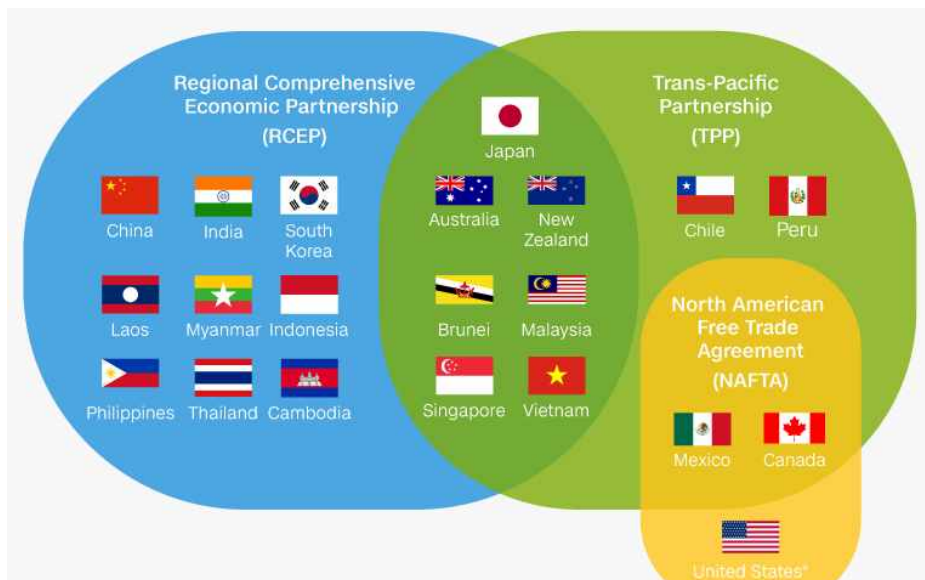 Regional Comprehensive
Economic Partnership
(RCEP)
Trans-Pacific
Partnership
(TPP)
Japan
China
India
South
Korea
Australia
New
Zealand
Chile
Peru
Laos
Myanmar
Indonesia
Brunei
Malaysia
North American
Free Trade
Agreement
(NAFTA)
Philippines
Thailand
Cambodia
Singapore
Vietnam
Mexico
Canada
United States*